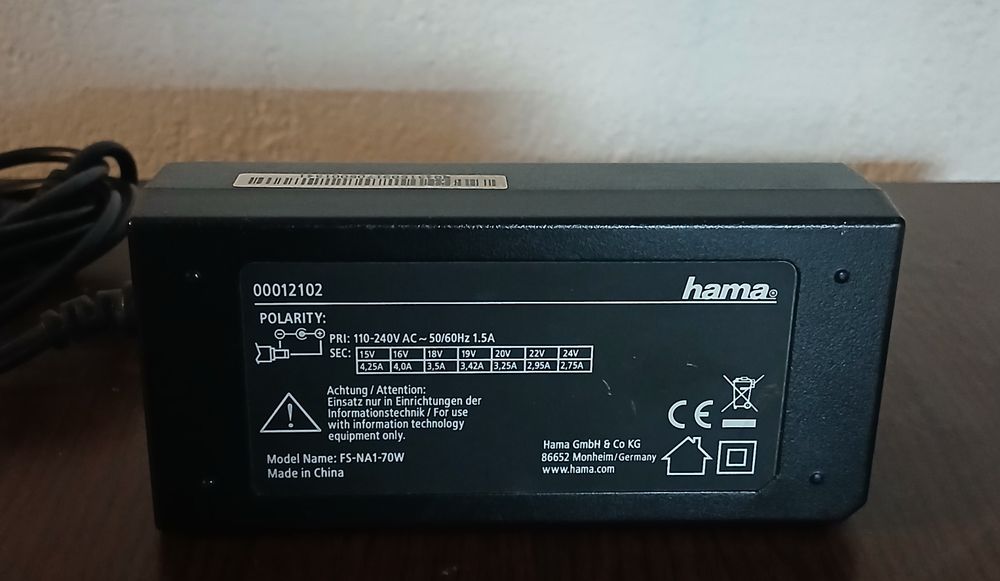 00012102
hama®
POLARITY:
PRI: 110-240V AC ~ 50/60Hz 1.5A
SEC: 15V 16V 18V 19V 20V 22V 24V
4,25A 4,0A 3,5A 3,42A 3,25A 2,95A 2,75A
Achtung / Attention:
Einsatz nur in Einrichtungen der
Informationstechnik / For use
with information technology
equipment only.
Model Name: FS-NA1-70W
Made in China
CE
Hama GmbH & Co KG
86652 Monheim/Germany
www.hama.com